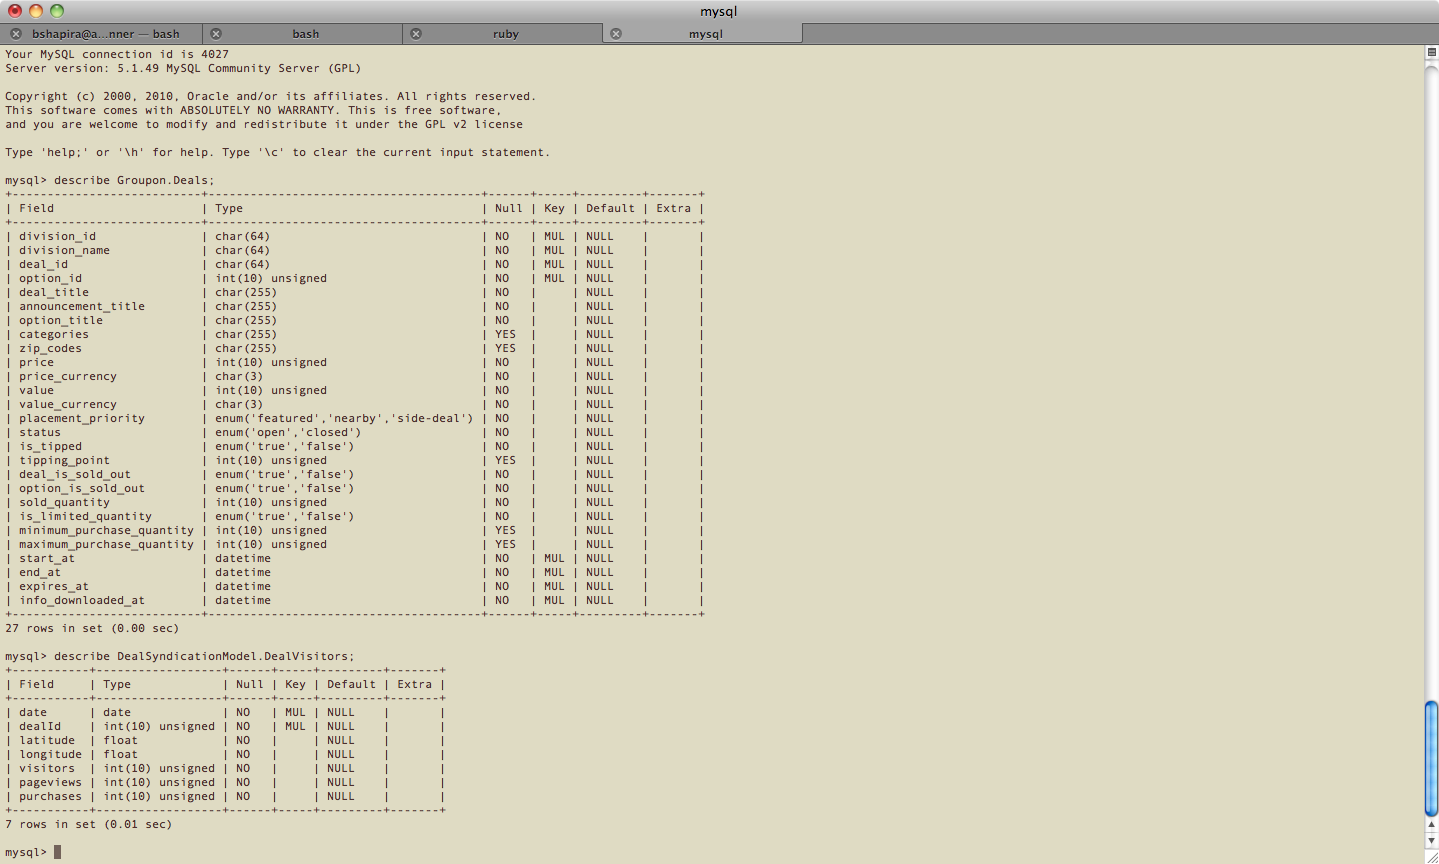 mysql
bshapira@a...nner — bash bash ruby mysql
Your MySQL connection id is 4027
Server version: 5.1.49 MySQL Community Server (GPL)
Copyright (c) 2000, 2010, Oracle and/or its affiliates. All rights reserved.
This software comes with ABSOLUTELY NO WARRANTY. This is free software,
and you are welcome to modify and redistribute it under the GPL v2 license
Type 'help;' or '\h' for help. Type '\c' to clear the current input statement.
mysql> describe Groupon.Deals;
+---------------------------+---------------------------------------+------+-----+---------+-------+
| Field                     | Type                                  | Null | Key | Default | Extra |
+---------------------------+---------------------------------------+------+-----+---------+-------+
| division_id               | char(64)                              | NO   | MUL | NULL    |       |
| division_name             | char(64)                              | NO   | MUL | NULL    |       |
| deal_id                   | char(64)                              | NO   | MUL | NULL    |       |
| option_id                 | int(10) unsigned                      | NO   | MUL | NULL    |       |
| deal_title                | char(255)                             | NO   |     | NULL    |       |
| announcement_title        | char(255)                             | NO   |     | NULL    |       |
| option_title              | char(255)                             | NO   |     | NULL    |       |
| categories                | char(255)                             | YES  |     | NULL    |       |
| zip_codes                 | char(255)                             | YES  |     | NULL    |       |
| price                     | int(10) unsigned                      | NO   |     | NULL    |       |
| price_currency            | char(3)                               | NO   |     | NULL    |       |
| value                     | int(10) unsigned                      | NO   |     | NULL    |       |
| value_currency            | char(3)                               | NO   |     | NULL    |       |
| placement_priority        | enum('featured','nearby','side-deal') | NO   |     | NULL    |       |
| status                    | enum('open','closed')                 | NO   |     | NULL    |       |
| is_tipped                 | enum('true','false')                  | NO   |     | NULL    |       |
| tipping_point             | int(10) unsigned                      | YES  |     | NULL    |       |
| deal_is_sold_out          | enum('true','false')                  | NO   |     | NULL    |       |
| option_is_sold_out        | enum('true','false')                  | NO   |     | NULL    |       |
| sold_quantity             | int(10) unsigned                      | NO   |     | NULL    |       |
| is_limited_quantity       | enum('true','false')                  | NO   |     | NULL    |       |
| minimum_purchase_quantity | int(10) unsigned                      | YES  |     | NULL    |       |
| maximum_purchase_quantity | int(10) unsigned                      | YES  |     | NULL    |       |
| start_at                  | datetime                              | NO   | MUL | NULL    |       |
| end_at                    | datetime                              | NO   | MUL | NULL    |       |
| expires_at                | datetime                              | NO   | MUL | NULL    |       |
| info_downloaded_at        | datetime                              | NO   | MUL | NULL    |       |
+---------------------------+---------------------------------------+------+-----+---------+-------+
27 rows in set (0.00 sec)
mysql> describe DealSyndicationModel.DealVisitors;
+-----------+------------------+------+-----+---------+-------+
| Field     | Type             | Null | Key | Default | Extra |
+-----------+------------------+------+-----+---------+-------+
| date      | date             | NO   | MUL | NULL    |       |
| dealId    | int(10) unsigned | NO   | MUL | NULL    |       |
| latitude  | float            | NO   |     | NULL    |       |
| longitude | float            | NO   |     | NULL    |       |
| visitors  | int(10) unsigned | NO   |     | NULL    |       |
| pageviews | int(10) unsigned | NO   |     | NULL    |       |
| purchases | int(10) unsigned | NO   |     | NULL    |       |
+-----------+------------------+------+-----+---------+-------+
7 rows in set (0.01 sec)
mysql>